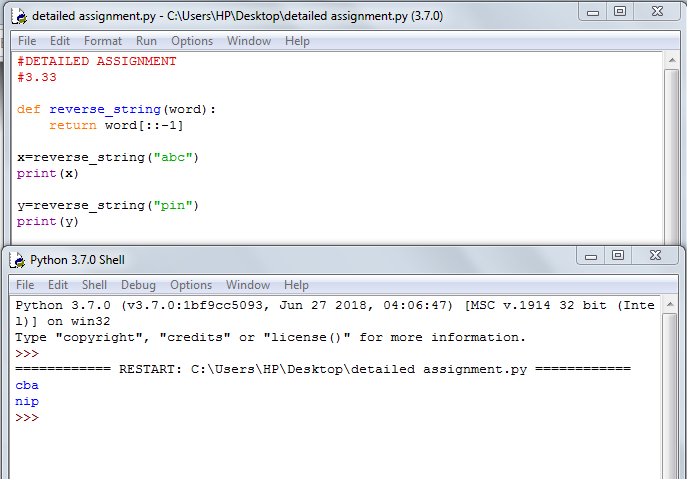 detailed assignment.py - C:\Users\HP\Desktop\detailed assignment.py (3.7.0)
File Edit Format Run Options Window Help
#DETAILED ASSIGNMENT
#3.33
def reverse_string(word):
    return word[::-1]
x=reverse_string("abc")
print(x)
y=reverse_string("pin")
print(y)
Python 3.7.0 Shell
File Edit Shell Debug Options Window Help
Python 3.7.0 (v3.7.0:1bf9cc5093, Jun 27 2018, 04:06:47) [MSC v.1914 32 bit (Inte
l)] on win32
Type "copyright", "credits" or "license()" for more information.
>>>
============ RESTART: C:\Users\HP\Desktop\detailed assignment.py ============
cba
nip
>>>